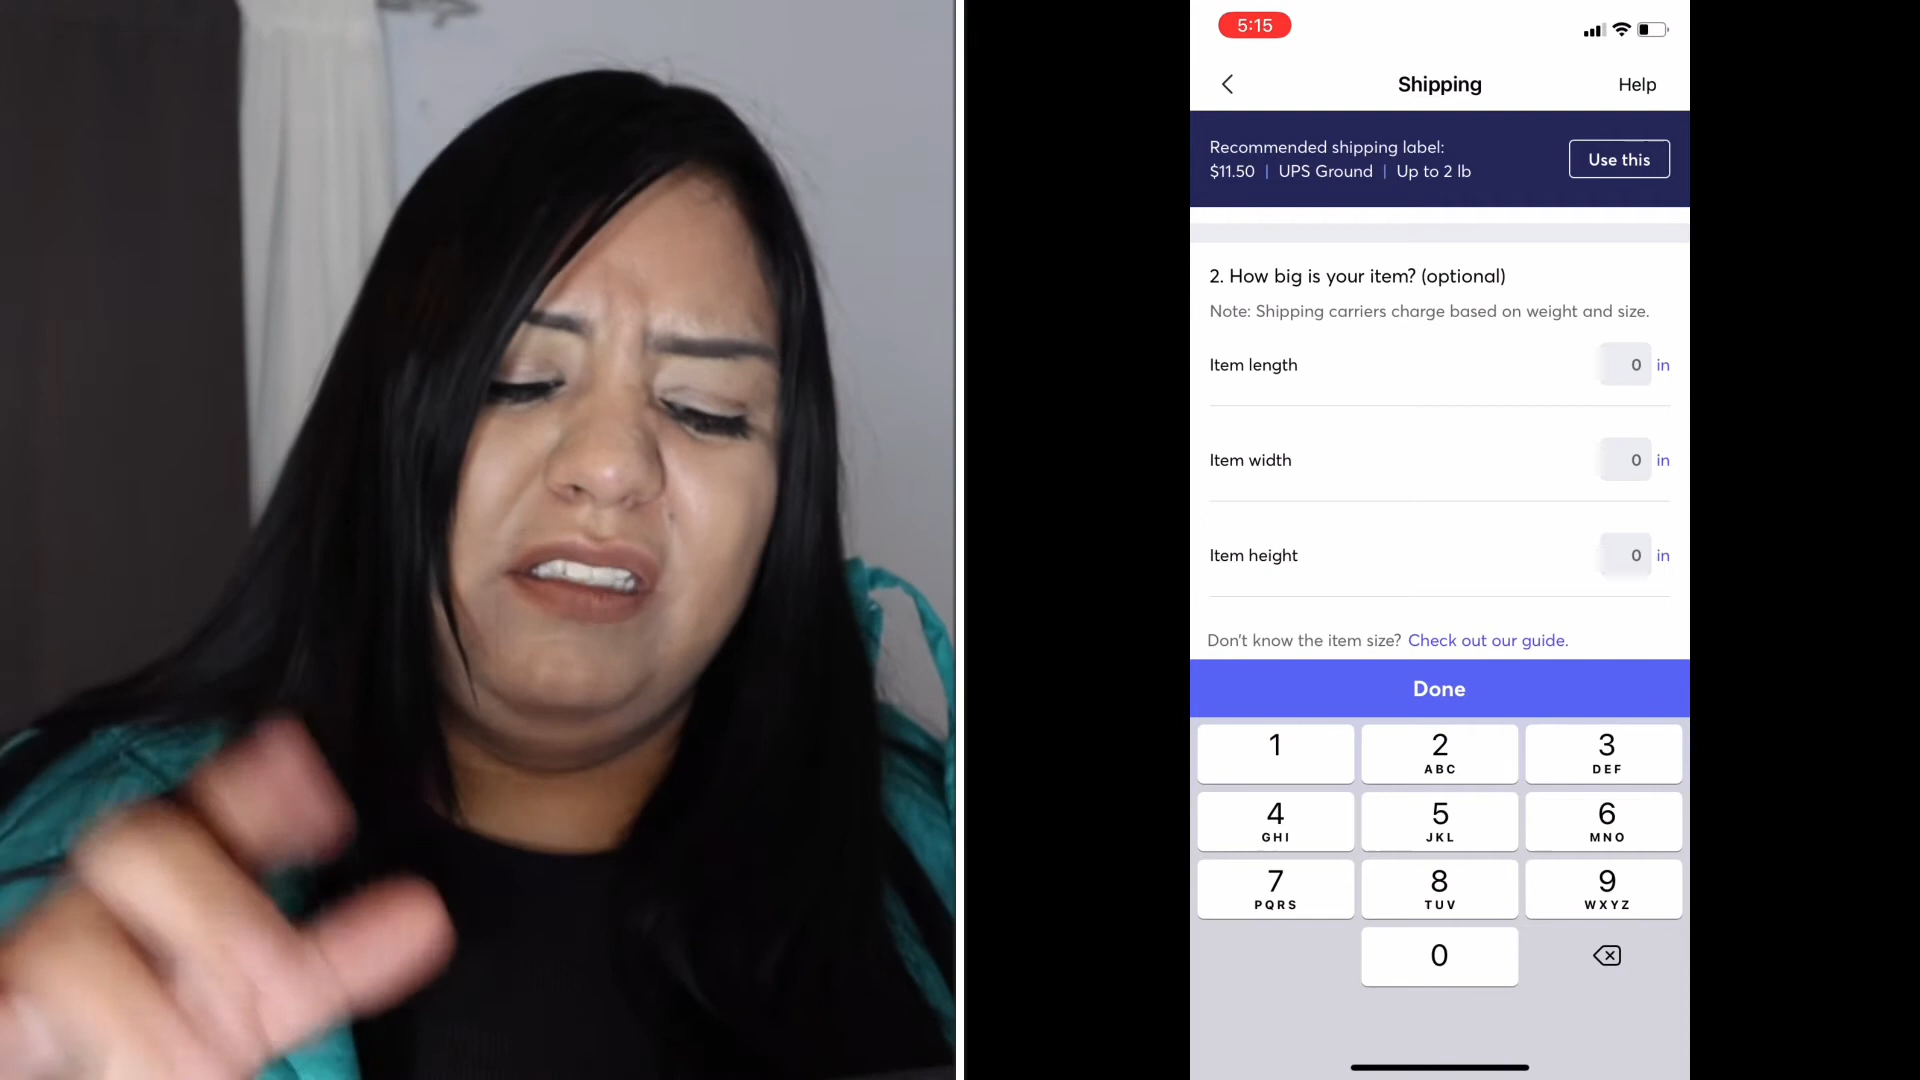 5:15
Shipping
Help
Recommended shipping label:
$11.50 | UPS Ground | Up to 2 lb
Use this
2. How big is your item? (optional)
Note: Shipping carriers charge based on weight and size.
Item length 0 in
Item width 0 in
Item height 0 in
Don't know the item size? Check out our guide.
Done
1 2 3
ABC DEF
4 5 6
GHI JKL MNO
7 8 9
PQRS TUV WXYZ
0